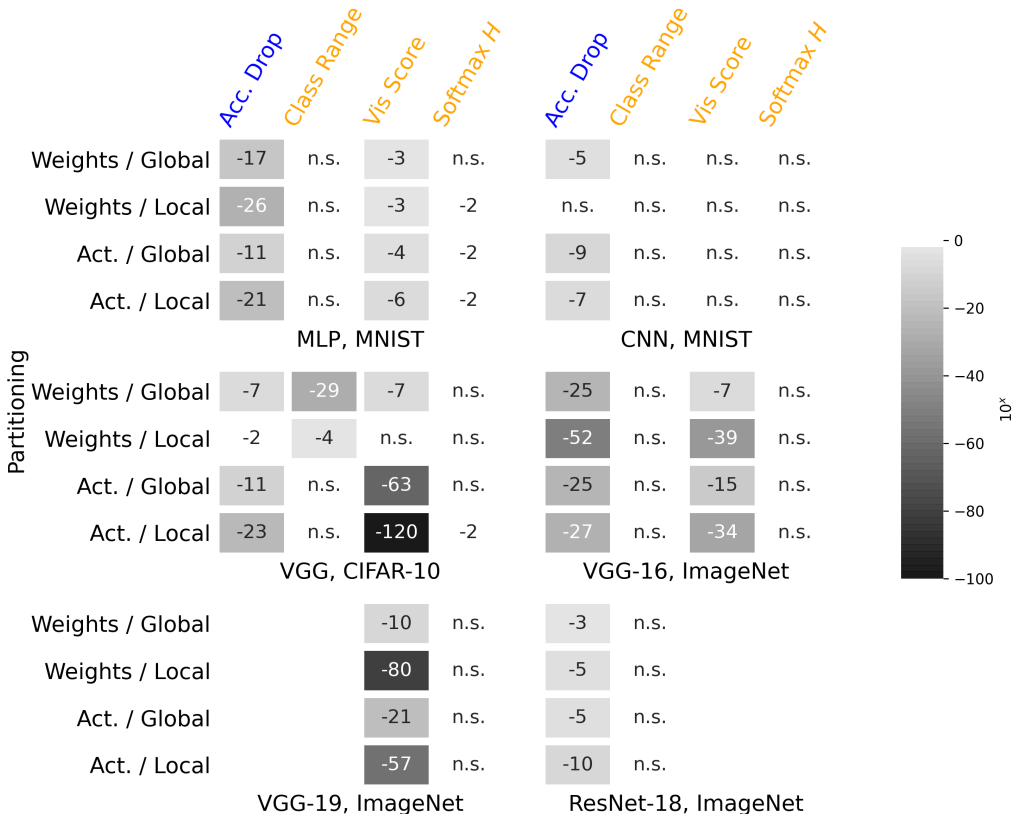 Acc. Drop Class Range Vis Score Softmax H Acc. Drop Class Range Vis Score Softmax H
Weights / Global -17 n.s. -3 n.s. -5 n.s. n.s. n.s.
Weights / Local -26 n.s. -3 -2 n.s. n.s. n.s. n.s.
Act. / Global -11 n.s. -4 -2 -9 n.s. n.s. n.s.
Act. / Local -21 n.s. -6 -2 -7 n.s. n.s. n.s.
MLP, MNIST CNN, MNIST
Partitioning
Weights / Global -7 -29 -7 n.s. -25 n.s. -7 n.s.
Weights / Local -2 -4 n.s. n.s. -52 n.s. -39 n.s.
Act. / Global -11 n.s. -63 n.s. -25 n.s. -15 n.s.
Act. / Local -23 n.s. -120 -2 -27 n.s. -34 n.s.
VGG, CIFAR-10 VGG-16, ImageNet
Weights / Global -10 n.s. -3 n.s.
Weights / Local -80 n.s. -5 n.s.
Act. / Global -21 n.s. -5 n.s.
Act. / Local -57 n.s. -10 n.s.
VGG-19, ImageNet ResNet-18, ImageNet
0
−20
−40
−60
−80
−100
10ˣ